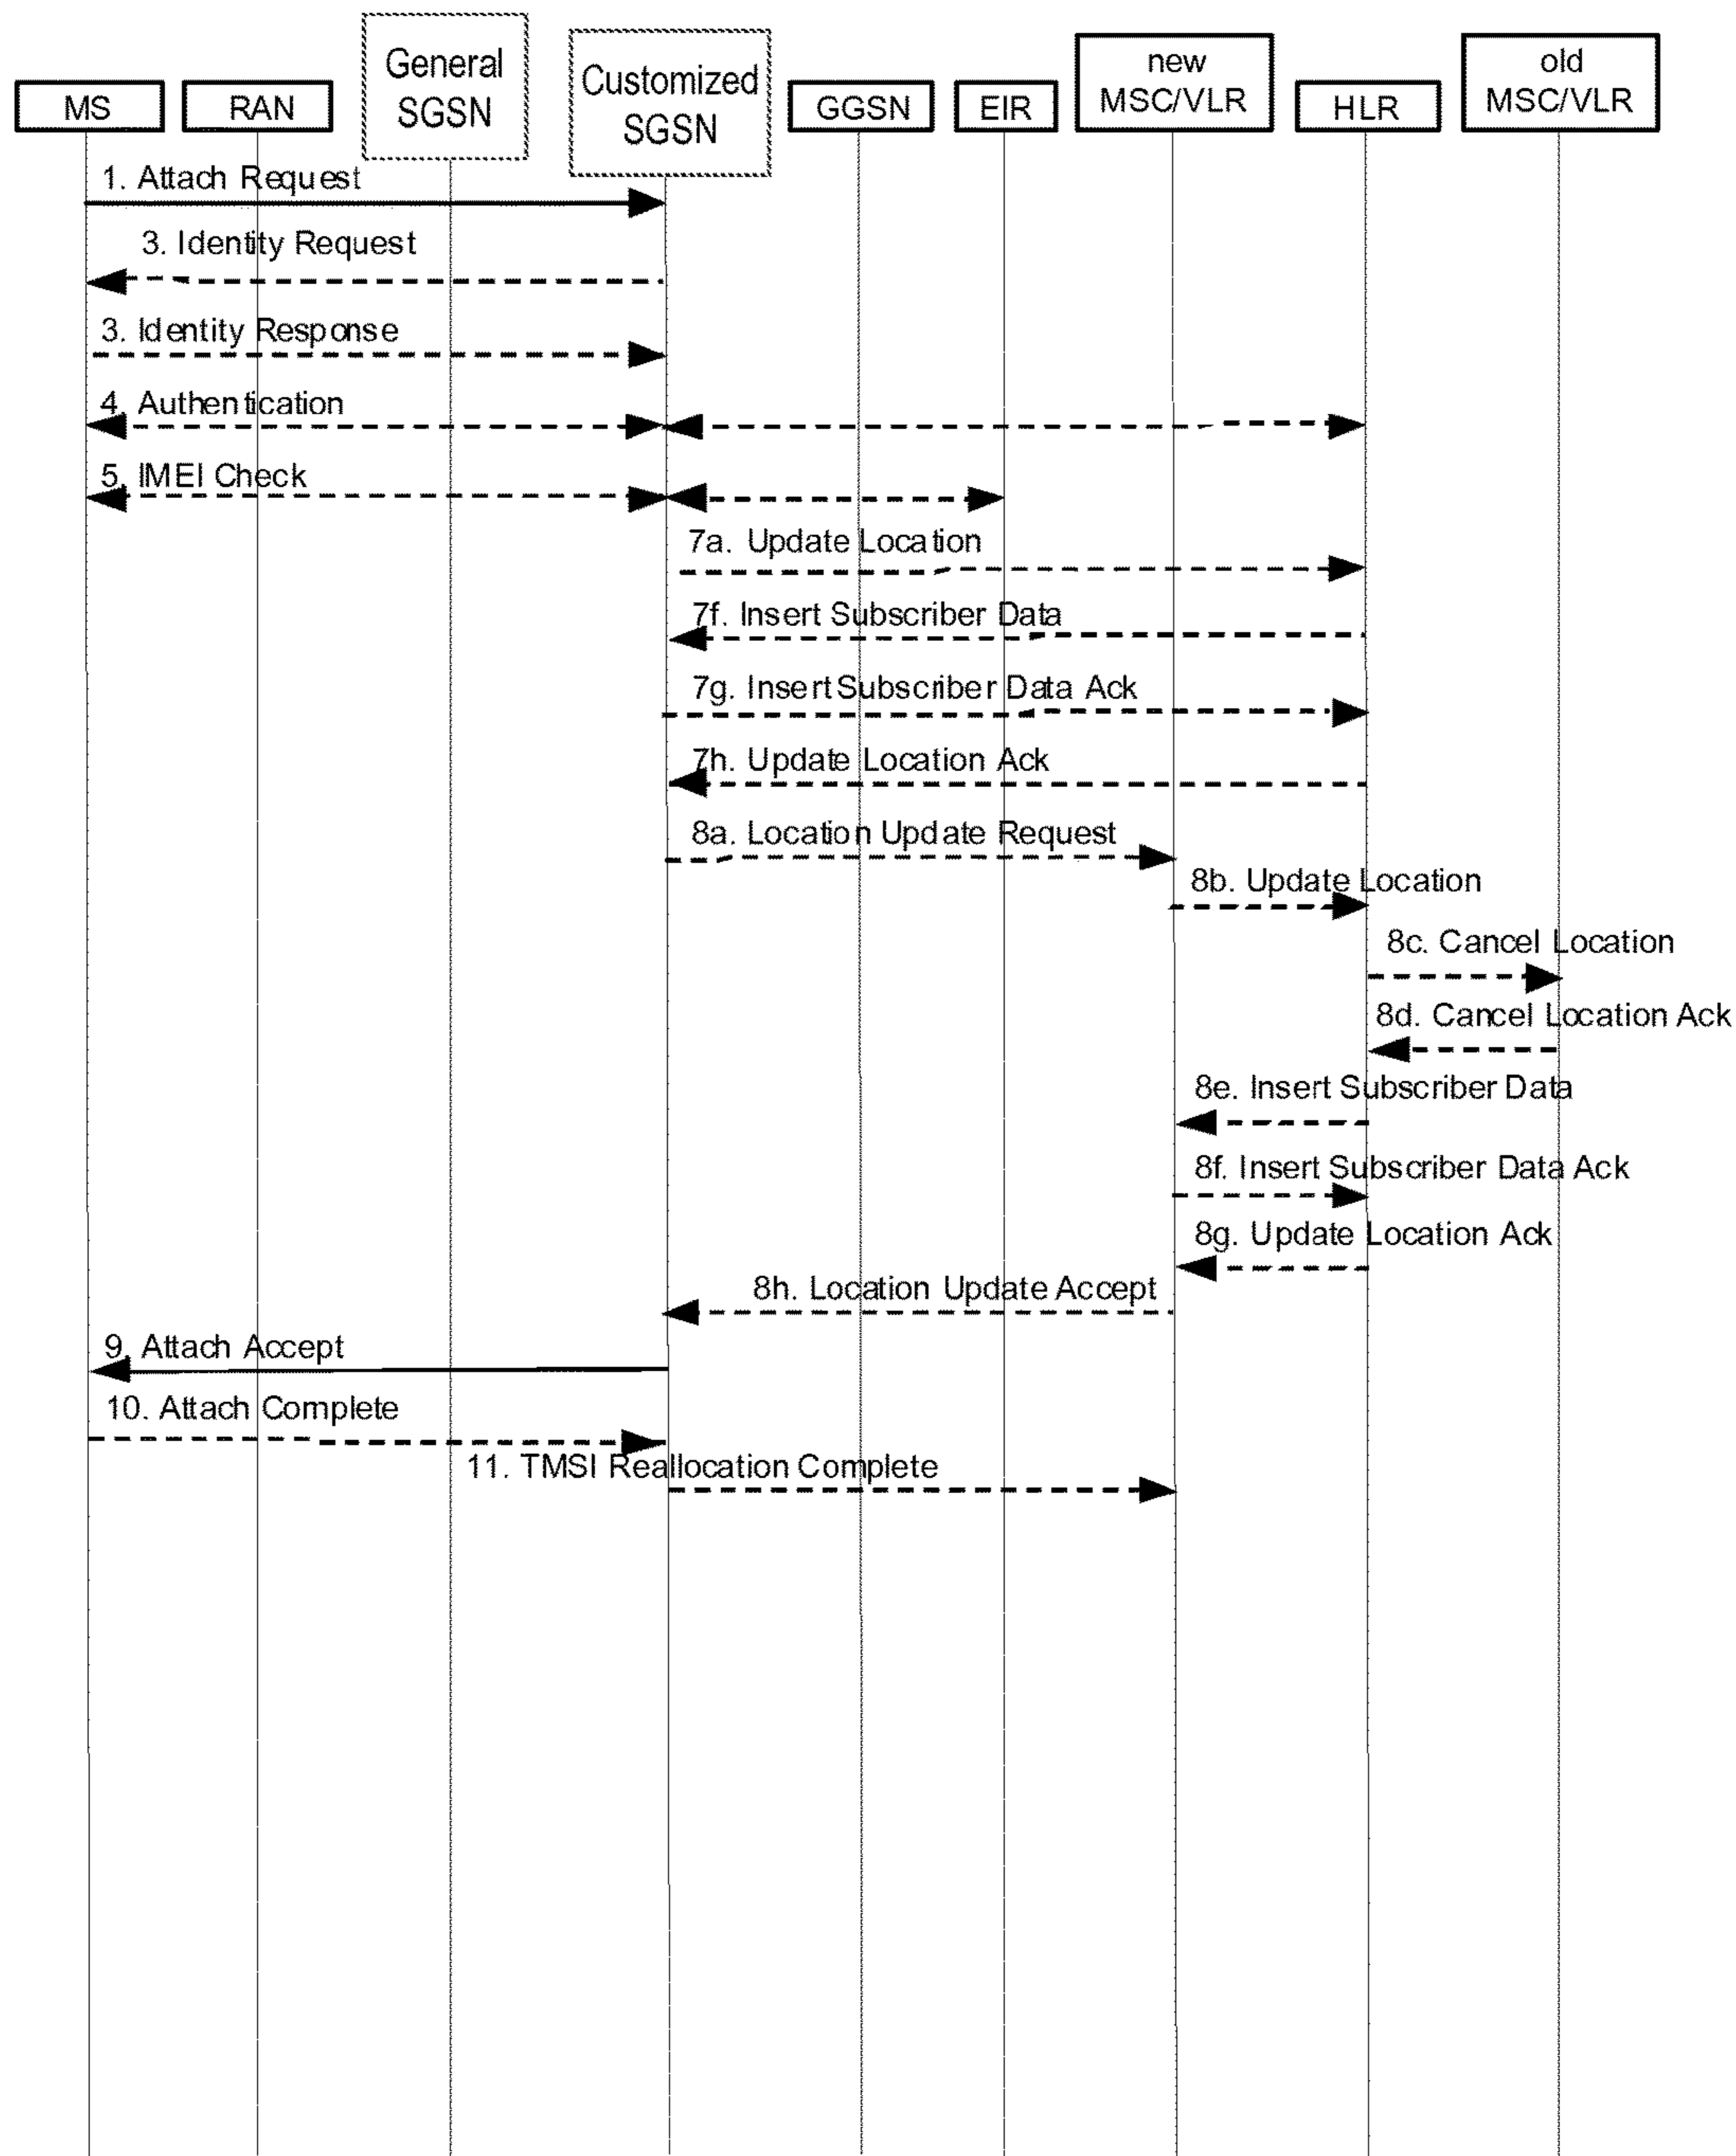 MS
RAN
General
SGSN
Customized
SGSN
GGSN
EIR
new
MSC/VLR
HLR
old
MSC/VLR
1. Attach Request
3. Identity Request
3. Identity Response
4. Authentication
5. IMEI Check
7a. Update Location
7f. Insert Subscriber Data
7g. Insert Subscriber Data Ack
7h. Update Location Ack
8a. Location Update Request
8b. Update Location
8c. Cancel Location
8d. Cancel Location Ack
8e. Insert Subscriber Data
8f. Insert Subscriber Data Ack
8g. Update Location Ack
8h. Location Update Accept
9. Attach Accept
10. Attach Complete
11. TMSI Reallocation Complete